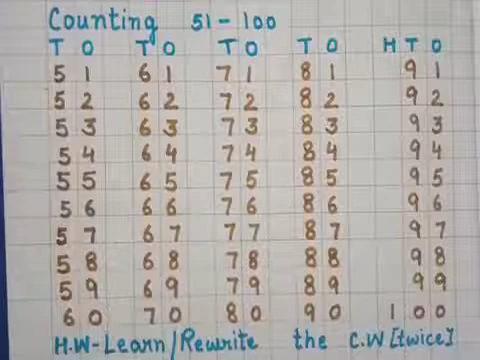 Counting 51-100
T O T O T O T O H T O
5 1 6 1 7 1 8 1 9 1
5 2 6 2 7 2 8 2 9 2
5 3 6 3 7 3 8 3 9 3
5 4 6 4 7 4 8 4 9 4
5 5 6 5 7 5 8 5 9 5
5 6 6 6 7 6 8 6 9 6
5 7 6 7 7 7 8 7 9 7
5 8 6 8 7 8 8 8 9 8
5 9 6 9 7 9 8 9 9 9
6 0 7 0 8 0 9 0 1 0 0
H.W-Learn/Rewrite the C.W[twice]